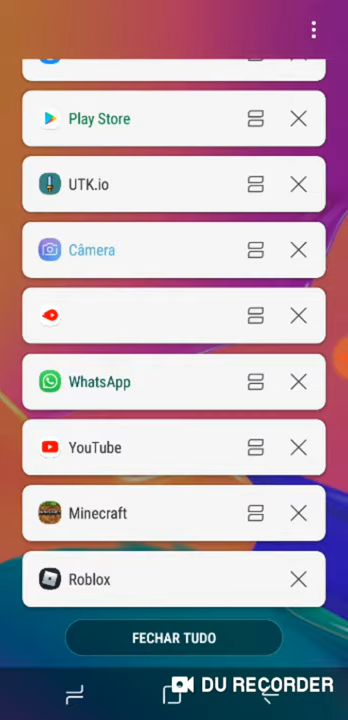 Play Store
UTK.io
Câmera
WhatsApp
YouTube
Minecraft
Roblox
FECHAR TUDO
DU RECORDER